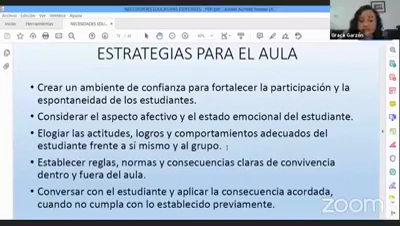 Inicio
Herramientas
Grace Garzón
ESTRATEGIAS PARA EL AULA
• Crear un ambiente de confianza para fortalecer la participación y la
espontaneidad de los estudiantes.
• Considerar el aspecto afectivo y el estado emocional del estudiante.
• Elogiar las actitudes, logros y comportamientos adecuados del
estudiante frente a sí mismo y al grupo.
• Establecer reglas, normas y consecuencias claras de convivencia
dentro y fuera del aula.
• Conversar con el estudiante y aplicar la consecuencia acordada,
cuando no cumpla con lo establecido previamente.
zoom